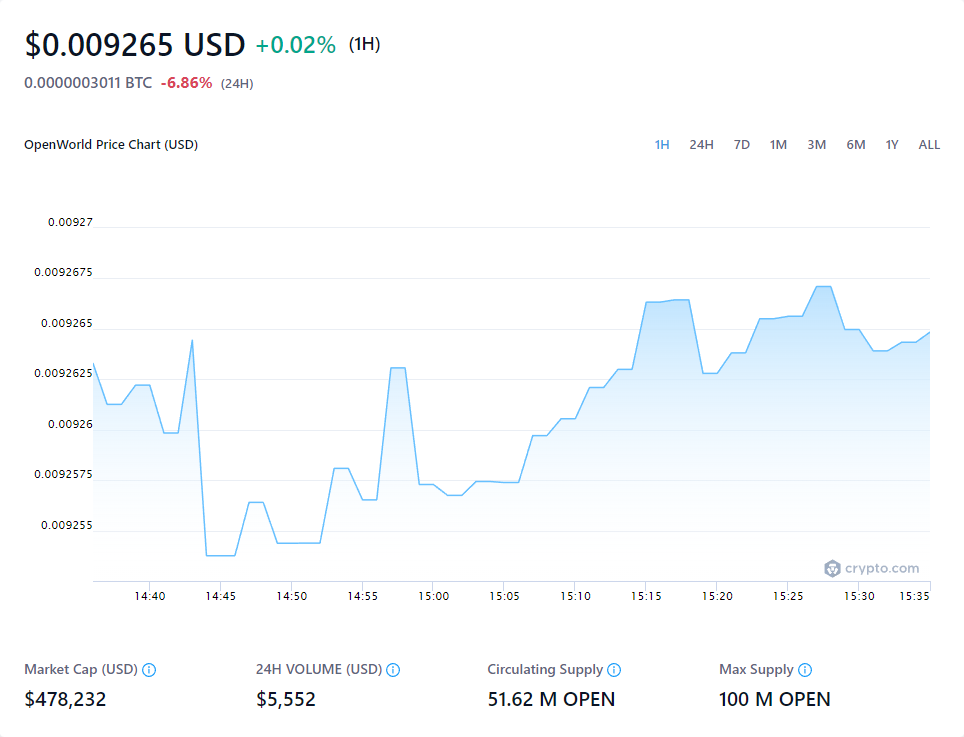 $0.009265 USD +0.02% (1H)
0.0000003011 BTC -6.86% (24H)
OpenWorld Price Chart (USD)
1H 24H 7D 1M 3M 6M 1Y ALL
0.00927
0.0092675
0.009265
0.0092625
0.00926
0.0092575
0.009255
crypto.com
14:40 14:45 14:50 14:55 15:00 15:05 15:10 15:15 15:20 15:25 15:30 15:35
Market Cap (USD) 24H VOLUME (USD) Circulating Supply Max Supply
$478,232 $5,552 51.62 M OPEN 100 M OPEN